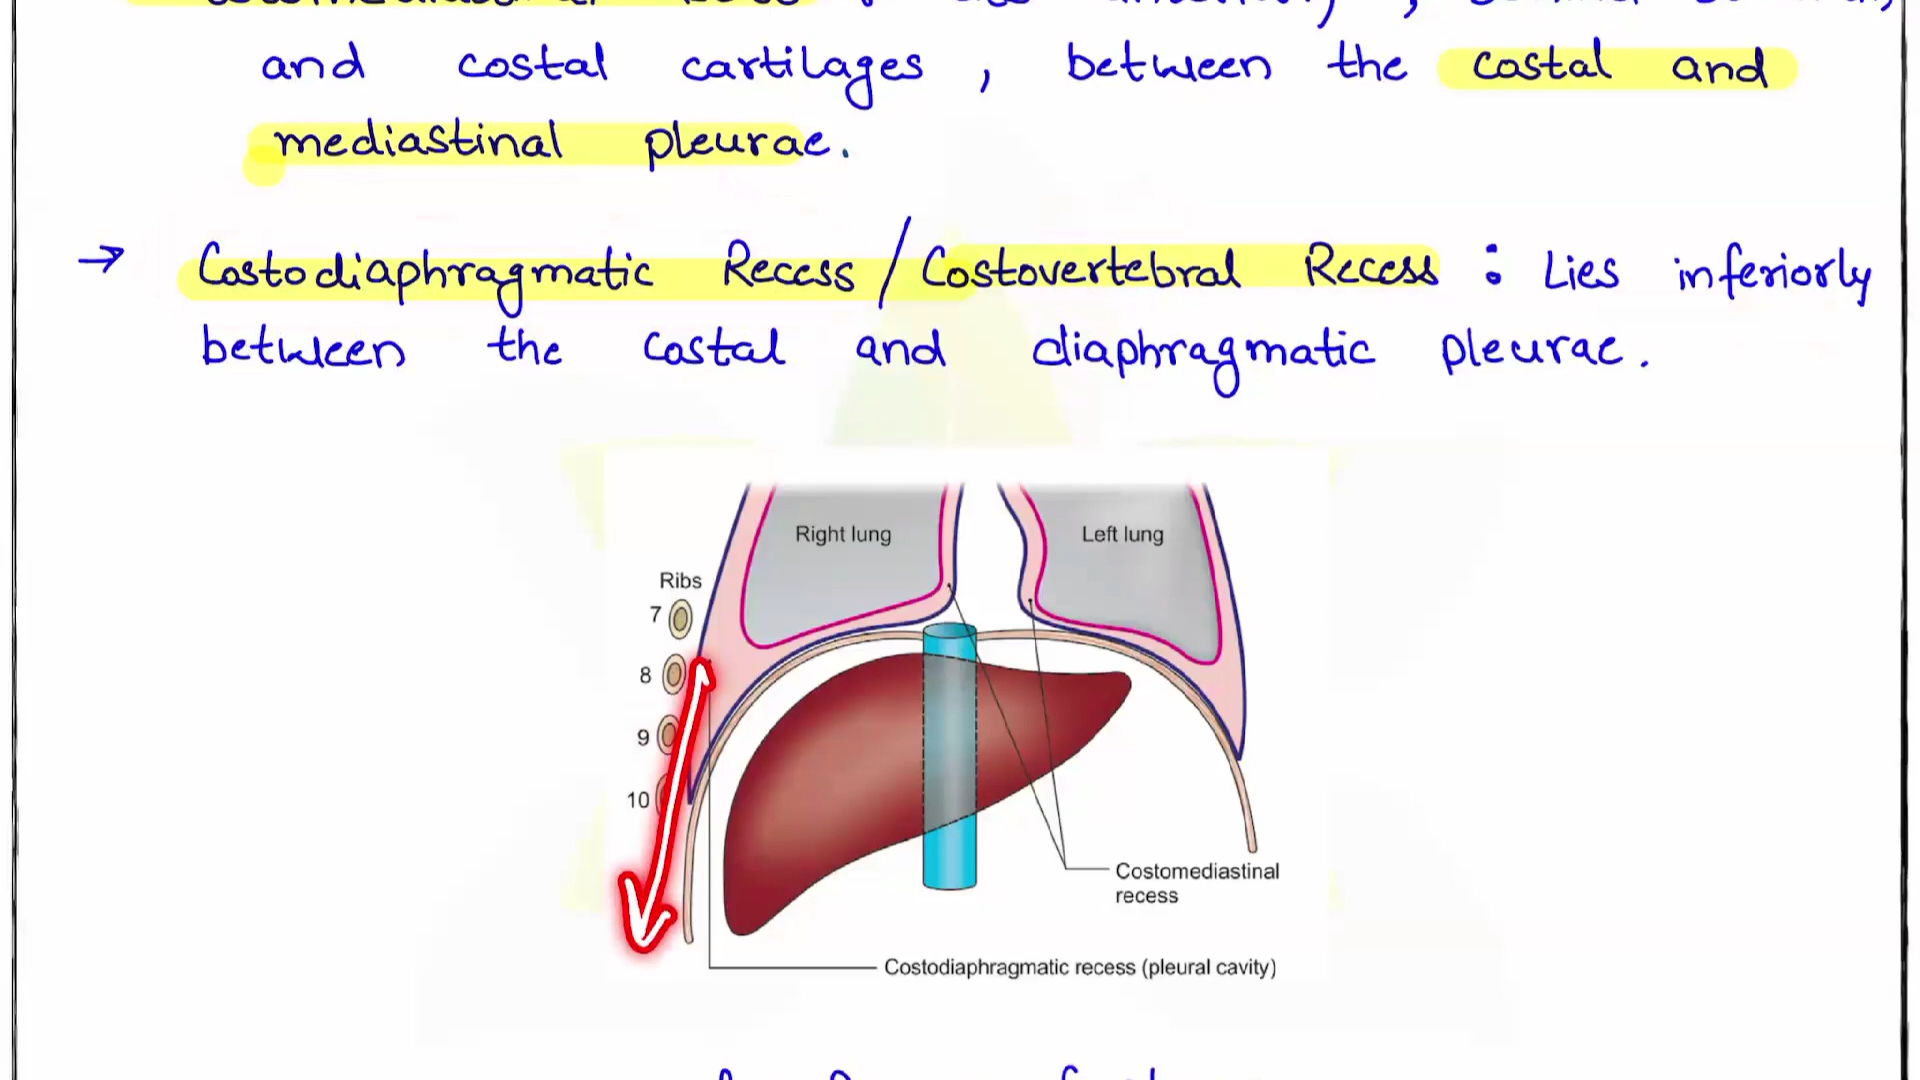 and costal cartilages, between the costal and
mediastinal pleurae.
→ Costodiaphragmatic Recess / Costovertebral Recess : Lies inferiorly
between the costal and diaphragmatic pleurae.
Right lung
Left lung
Ribs
7
8
9
10
Costomediastinal
recess
Costodiaphragmatic recess (pleural cavity)